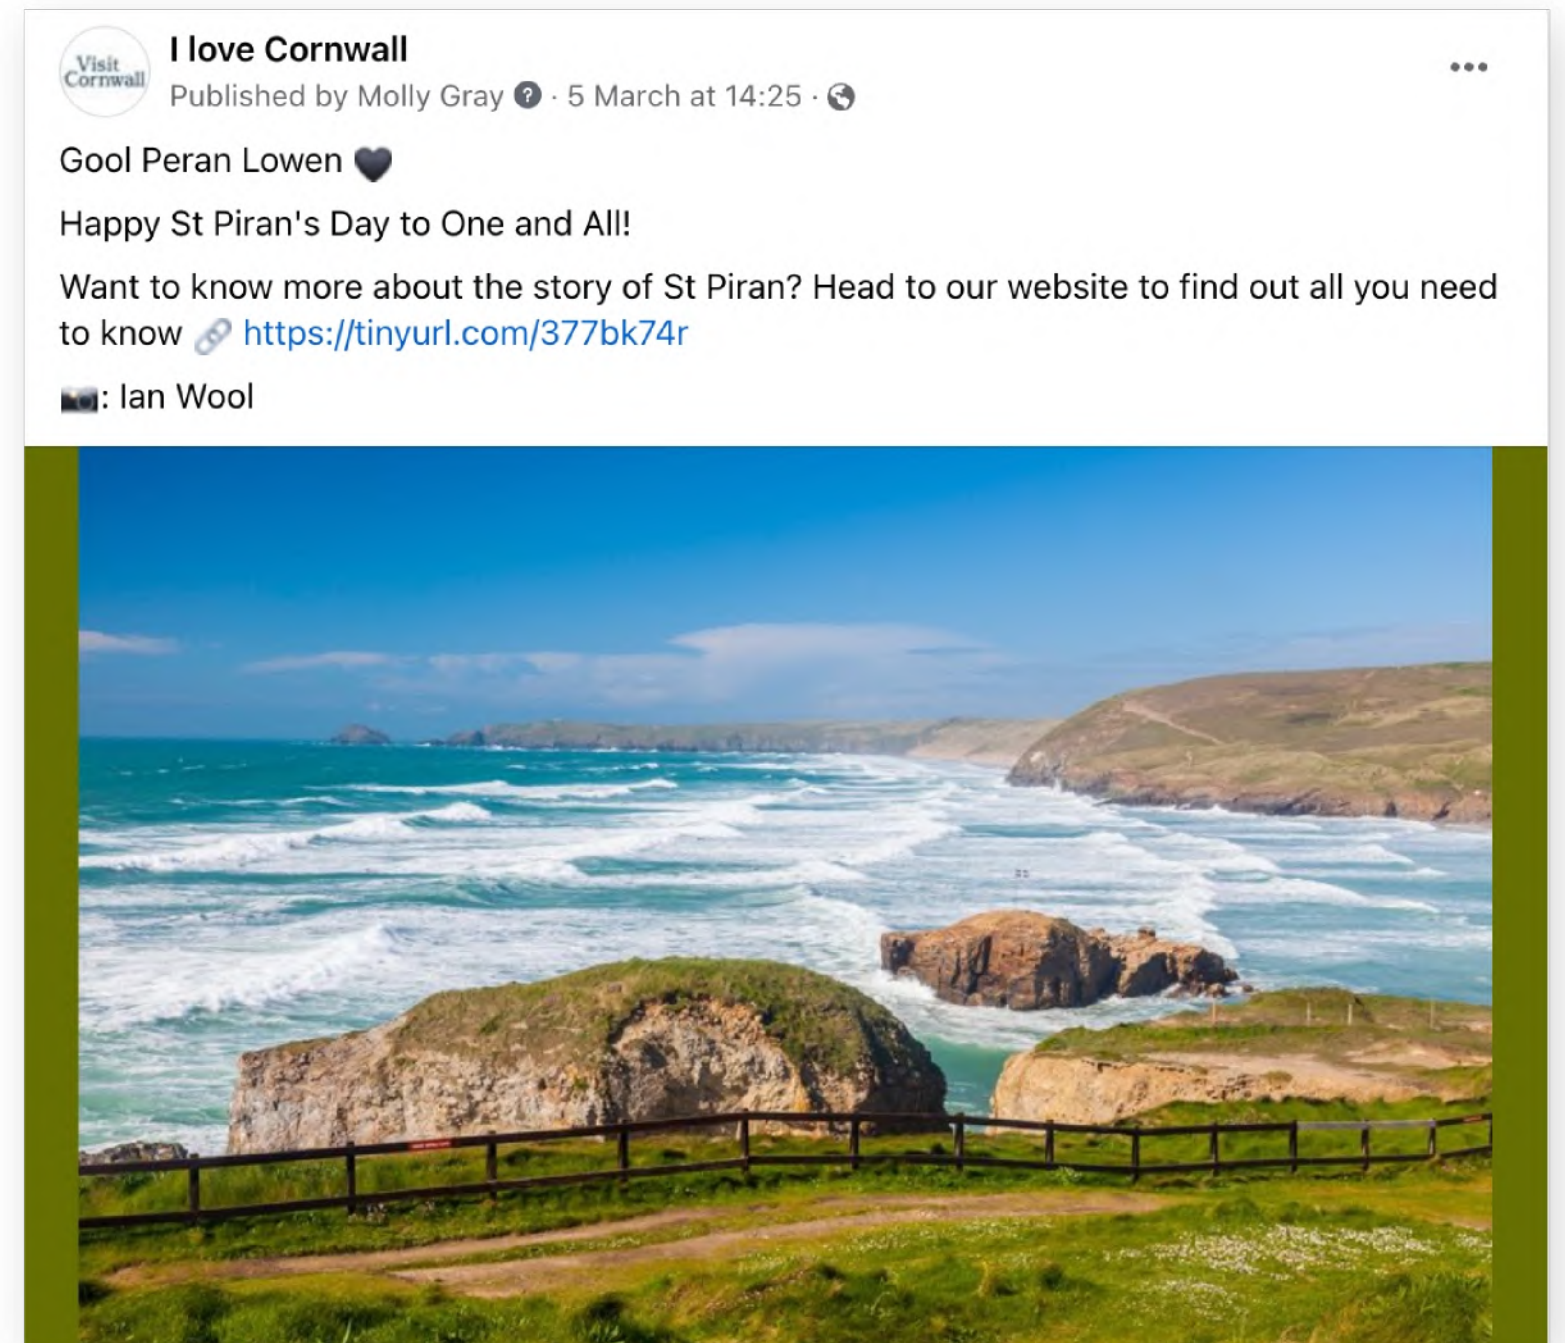 Visit
Cornwall
I love Cornwall
Published by Molly Gray ? · 5 March at 14:25 ·
Gool Peran Lowen 🖤
Happy St Piran's Day to One and All!
Want to know more about the story of St Piran? Head to our website to find out all you need
to know 🔗 https://tinyurl.com/377bk74r
📷: Ian Wool